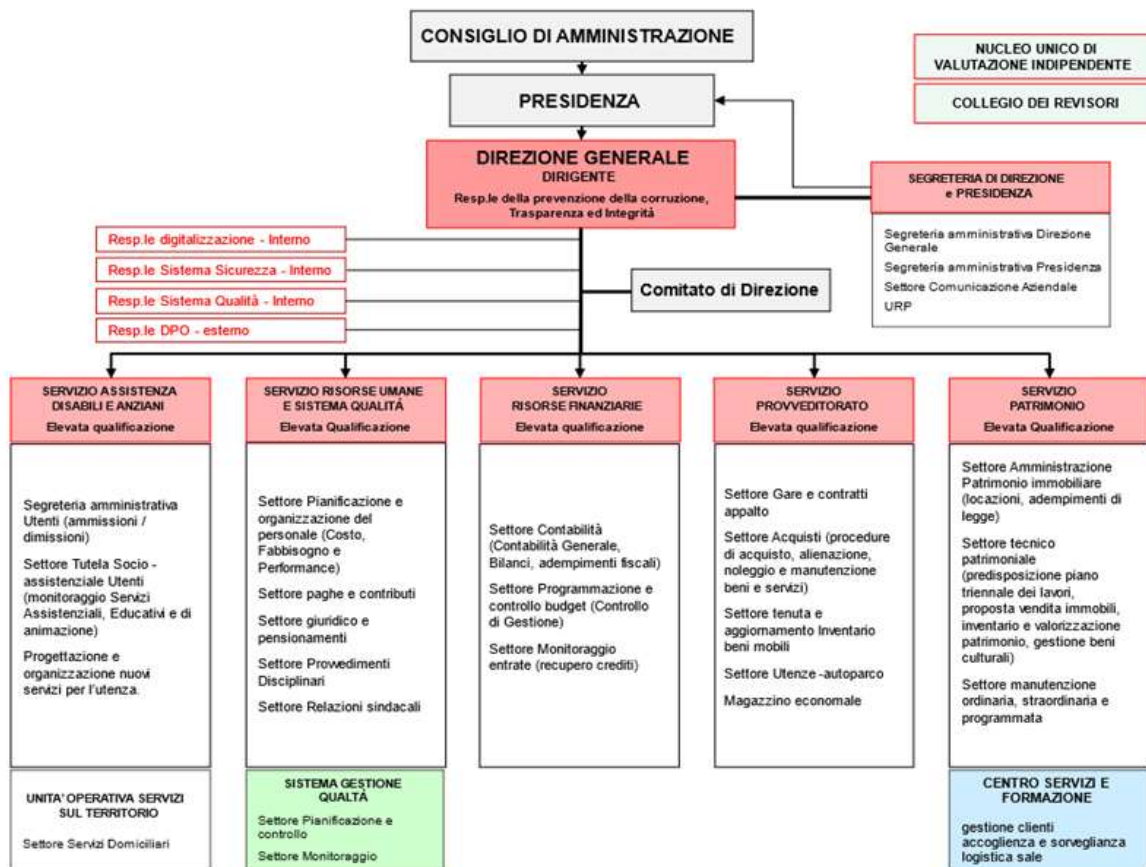 CONSIGLIO DI AMMINISTRAZIONE
NUCLEO UNICO DI
VALUTAZIONE INDIPENDENTE
COLLEGIO DEI REVISORI
PRESIDENZA
DIREZIONE GENERALE
DIRIGENTE
Resp.le della prevenzione della corruzione,
Trasparenza ed Integrità
SEGRETERIA DI DIREZIONE
e PRESIDENZA
Segreteria amministrativa Direzione
Generale
Segreteria amministrativa Presidenza
Settore Comunicazione Aziendale
URP
Resp.le digitalizzazione - Interno
Resp.le Sistema Sicurezza - Interno
Resp.le Sistema Qualità - Interno
Resp.le DPO - esterno
Comitato di Direzione
SERVIZIO ASSISTENZA
DISABILI E ANZIANI
Elevata qualificazione
Segreteria amministrativa
Utenti (ammissioni /
dimissioni)
Settore Tutela Socio -
assistenziale Utenti
(monitoraggio Servizi
Assistenziali, Educativi e di
animazione)
Progettazione e
organizzazione nuovi
servizi per l'utenza.
UNITA' OPERATIVA SERVIZI
SUL TERRITORIO
Settore Servizi Domiciliari
SERVIZIO RISORSE UMANE
E SISTEMA QUALITÁ
Elevata Qualificazione
Settore Pianificazione e
organizzazione del
personale (Costo,
Fabbisogno e
Performance)
Settore paghe e contributi
Settore giuridico e
pensionamenti
Settore Provvedimenti
Disciplinari
Settore Relazioni sindacali
SISTEMA GESTIONE
QUALTÁ
Settore Pianificazione e
controllo
Settore Monitoraggio
SERVIZIO
RISORSE FINANZIARIE
Elevata qualificazione
Settore Contabilità
(Contabilità Generale,
Bilanci, adempimenti fiscali)
Settore Programmazione e
controllo budget (Controllo
di Gestione)
Settore Monitoraggio
entrate (recupero crediti)
SERVIZIO
PROVVEDITORATO
Elevata qualificazione
Settore Gare e contratti
appalto
Settore Acquisti (procedure
di acquisto, alienazione,
noleggio e manutenzione
beni e servizi)
Settore tenuta e
aggiornamento Inventario
beni mobili
Settore Utenze -autoparco
Magazzino economale
SERVIZIO
PATRIMONIO
Elevata Qualificazione
Settore Amministrazione
Patrimonio immobiliare
(locazioni, adempimenti di
legge)
Settore tecnico
patrimoniale
(predisposizione piano
triennale dei lavori,
proposta vendita immobili,
inventario e valorizzazione
patrimonio, gestione beni
culturali)
Settore manutenzione
ordinaria, straordinaria e
programmata
CENTRO SERVIZI E
FORMAZIONE
gestione clienti
accoglienza e sorveglianza
logistica sale